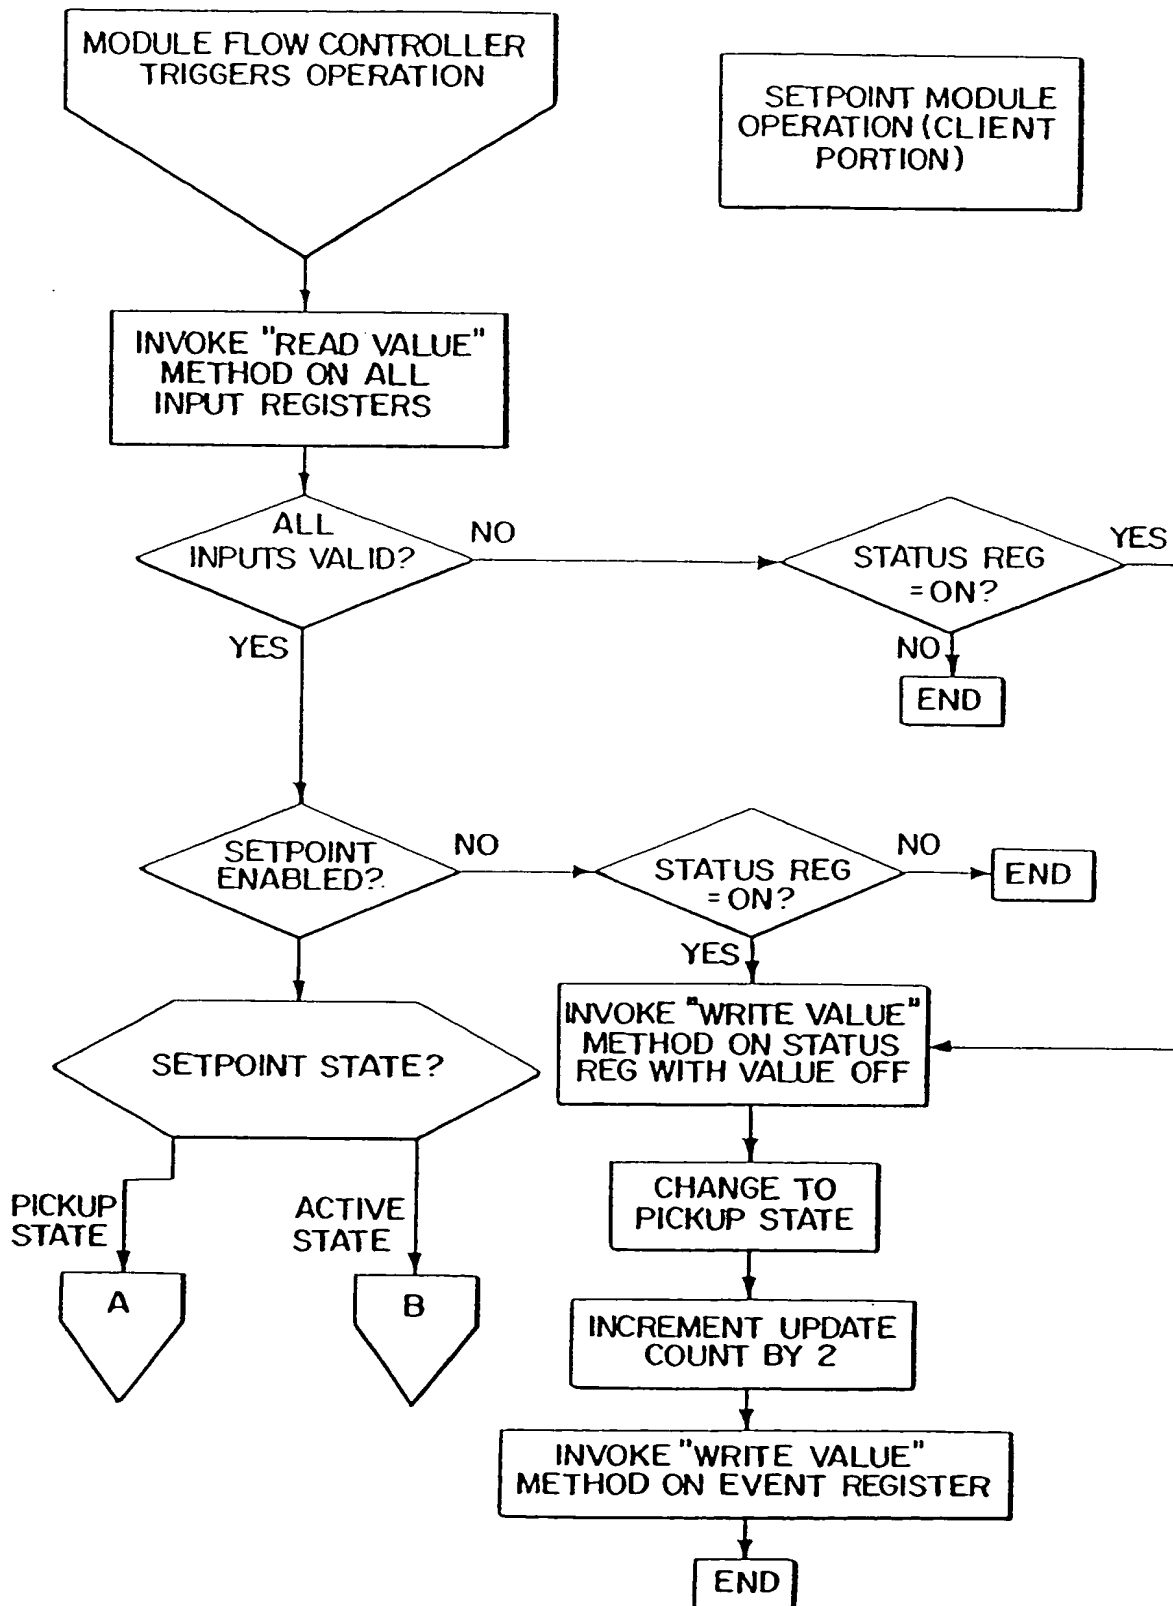 MODULE FLOW CONTROLLER
TRIGGERS OPERATION
SETPOINT MODULE
OPERATION (CLIENT
PORTION)
INVOKE "READ VALUE"
METHOD ON ALL
INPUT REGISTERS
ALL
INPUTS VALID?
NO
STATUS REG
=ON?
YES
NO
END
YES
SETPOINT
ENABLED?
NO
STATUS REG
=ON?
NO
END
YES
INVOKE "WRITE VALUE"
METHOD ON STATUS
REG WITH VALUE OFF
SETPOINT STATE?
CHANGE TO
PICKUP STATE
PICKUP
STATE
ACTIVE
STATE
A
B
INCREMENT UPDATE
COUNT BY 2
INVOKE "WRITE VALUE"
METHOD ON EVENT REGISTER
END